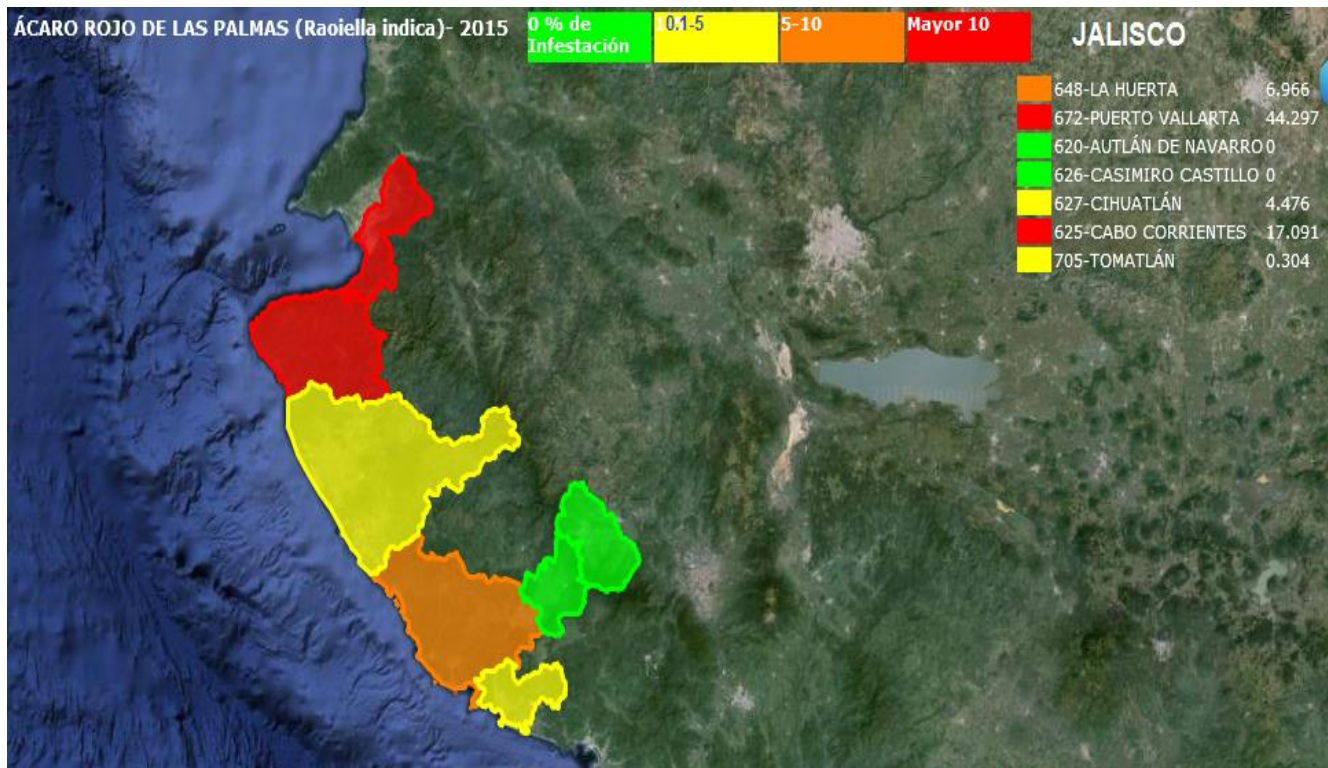 ÁCARO ROJO DE LAS PALMAS (Raoiella indica)- 2015
0 % de
Infestación
0.1-5
5-10
Mayor 10
JALISCO
648-LA HUERTA 6.966
672-PUERTO VALLARTA 44.297
620-AUTLÁN DE NAVARRO 0
626-CASIMIRO CASTILLO 0
627-CIHUATLÁN 4.476
625-CABO CORRIENTES 17.091
705-TOMATLÁN 0.304